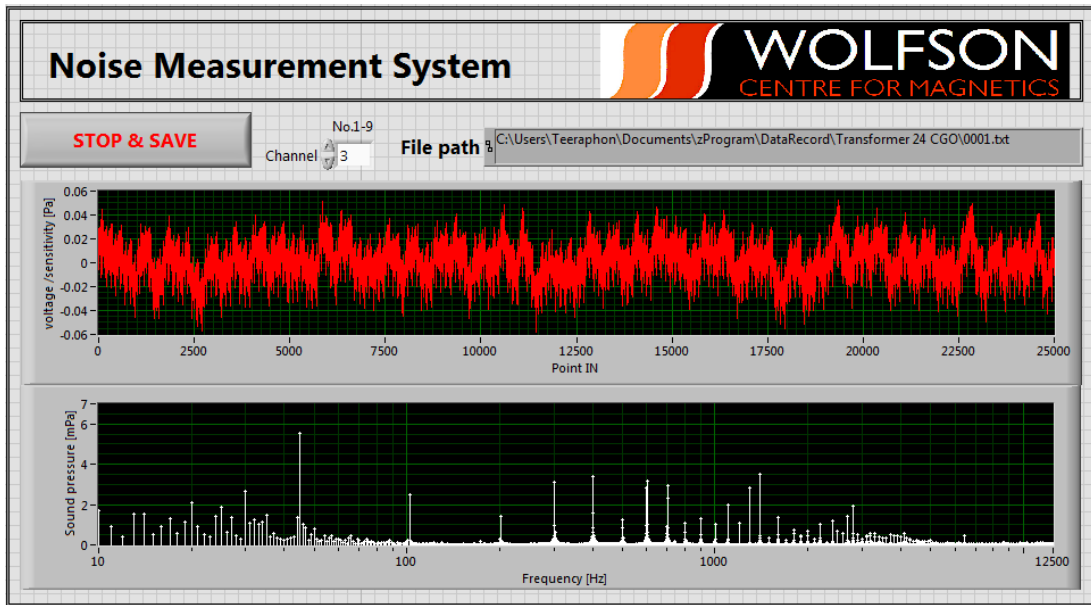 Noise Measurement System
WOLFSON
CENTRE FOR MAGNETICS
STOP & SAVE
No.1-9
Channel 3
File path C:\Users\Teeraphon\Documents\zProgram\DataRecord\Transformer 24 CGO\0001.txt
voltage /sensitivity [Pa]
0.06
0.04
0.02
0
-0.02
-0.04
-0.06
0 2500 5000 7500 10000 12500 15000 17500 20000 22500 25000
Point IN
Sound pressure [mPa]
7
6
4
2
0
10 100 1000 12500
Frequency [Hz]